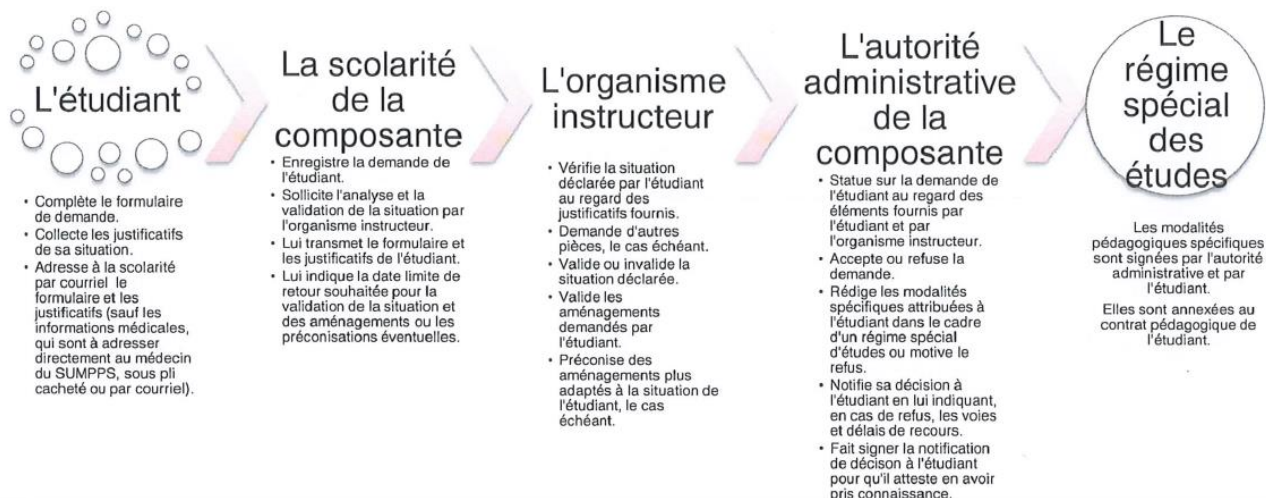 L'étudiant
• Complète le formulaire
de demande.
• Collecte les justificatifs
de sa situation.
• Adresse à la scolarité
par courriel le
formulaire et les
justificatifs (sauf les
informations médicales,
qui sont à adresser
directement au médecin
du SUMPPS, sous pli
cacheté ou par courriel).
La scolarité
de la
composante
• Enregistre la demande de
l'étudiant.
• Sollicite l'analyse et la
validation de la situation par
l'organisme instructeur.
• Lui transmet le formulaire et
les justificatifs de l'étudiant.
• Lui indique la date limite de
retour souhaitée pour la
validation de la situation et
des aménagements ou les
préconisations éventuelles.
L'organisme
instructeur
• Vérifie la situation
déclarée par l'étudiant
au regard des
justificatifs fournis.
• Demande d'autres
pièces, le cas échéant.
• Valide ou invalide la
situation déclarée.
• Valide les
aménagements
demandés par
l'étudiant.
• Préconise des
aménagements plus
adaptés à la situation de
l'étudiant, le cas
échéant.
L'autorité
administrative
de la
composante
• Statue sur la demande de
l'étudiant au regard des
éléments fournis par
l'étudiant et par
l'organisme instructeur.
• Accepte ou refuse la
demande.
• Rédige les modalités
spécifiques attribuées à
l'étudiant dans le cadre
d'un régime spécial
d'études ou motive le
refus.
• Notifie sa décision à
l'étudiant en lui indiquant,
en cas de refus, les voies
et délais de recours.
• Fait signer la notification
de décison à l'étudiant
pour qu'il atteste en avoir
pris connaissance.
Le
régime
spécial
des
études
Les modalités
pédagogiques spécifiques
sont signées par l'autorité
administrative et par
l'étudiant.
Elles sont annexées au
contrat pédagogique de
l'étudiant.